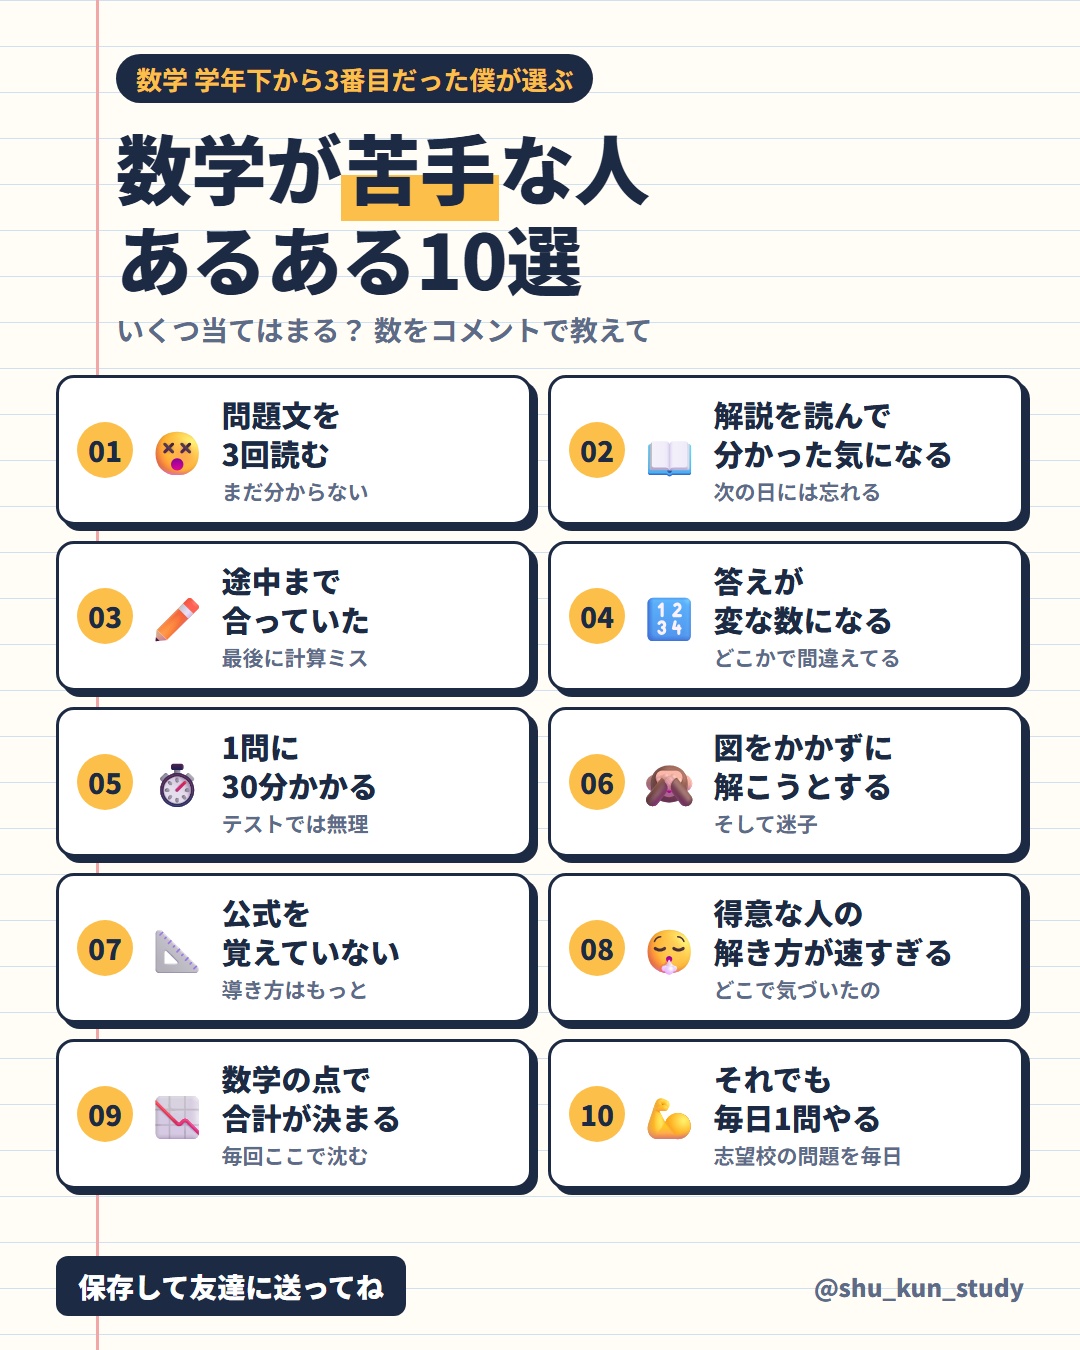 数学 学年下から3番目だった僕が選ぶ
数学が苦手な人
あるある10選
いくつ当てはまる？ 数をコメントで教えて
01
問題文を
3回読む
まだ分からない
02
解説を読んで
分かった気になる
次の日には忘れる
03
途中まで
合っていた
最後に計算ミス
04
1 2
3 4
答えが
変な数になる
どこかで間違えてる
05
1問に
30分かかる
テストでは無理
06
図をかかずに
解こうとする
そして迷子
07
公式を
覚えていない
導き方はもっと
08
得意な人の
解き方が速すぎる
どこで気づいたの
09
数学の点で
合計が決まる
毎回ここで沈む
10
それでも
毎日1問やる
志望校の問題を毎日
保存して友達に送ってね
@shu_kun_study